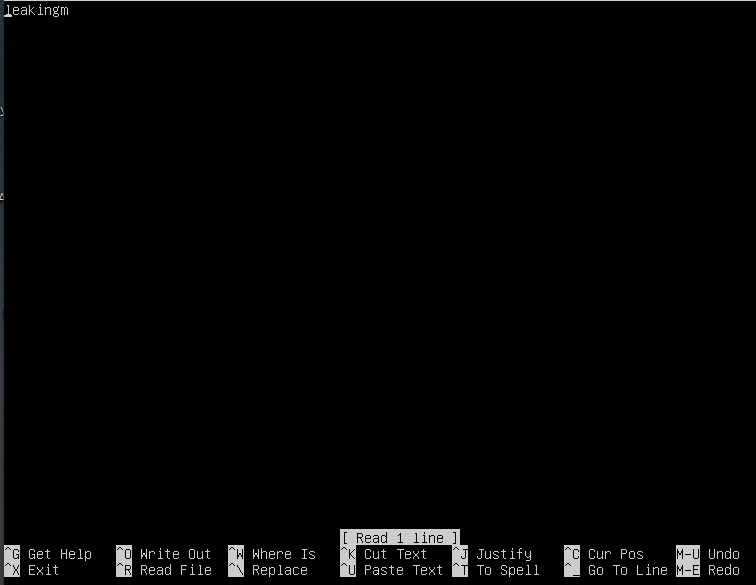 leakingm
[ Read 1 line ]
^G Get Help ^O Write Out ^W Where Is ^K Cut Text ^J Justify ^C Cur Pos M-U Undo
^X Exit ^R Read File ^\ Replace ^U Paste Text ^T To Spell ^_ Go To Line M-E Redo